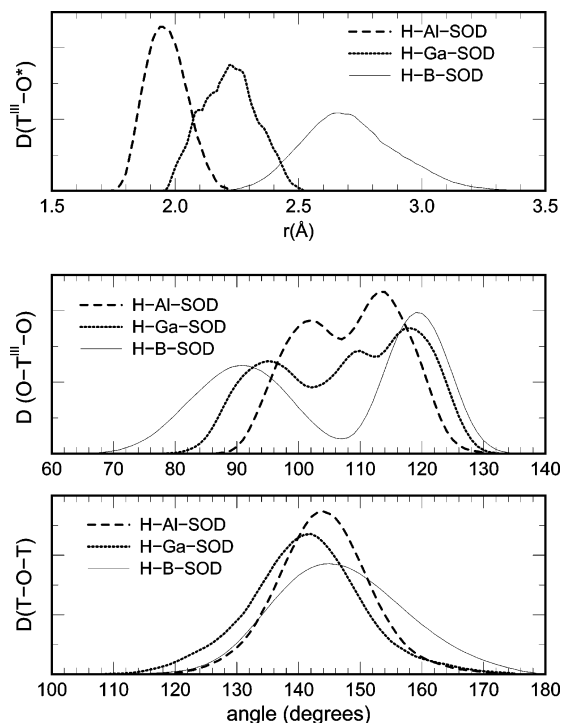 D(Tᴵᴵᴵ−O*)
H−Al−SOD
H−Ga−SOD
H−B−SOD
1.5 2.0 2.5 3.0 3.5
r(Å)
D (O−Tᴵᴵᴵ−O)
H−Al−SOD
H−Ga−SOD
H−B−SOD
60 70 80 90 100 110 120 130 140
D(T−O−T)
H−Al−SOD
H−Ga−SOD
H−B−SOD
100 110 120 130 140 150 160 170 180
angle (degrees)